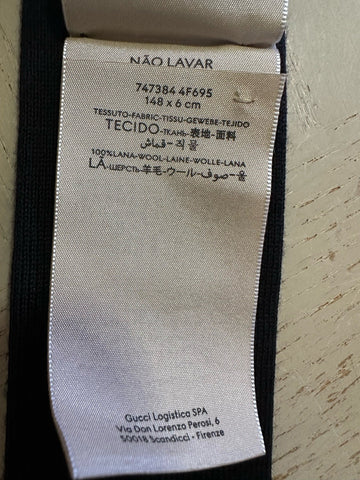 NÃO LAVAR
747384 4F695
148 x 6 cm
TESSUTO-FABRIC-TISSU-GEWEBE-TEJIDO
TECIDO-ТКАНЬ-表地-面料
قماش-직물
100%LANA-WOOL-LAINE-WOLLE-LANA
LÃ-ШЕРСТЬ-羊毛-ウール-صوف-울
Gucci Logistica SPA
Via Don Lorenzo Perosi, 6
50018 Scandicci - Firenze